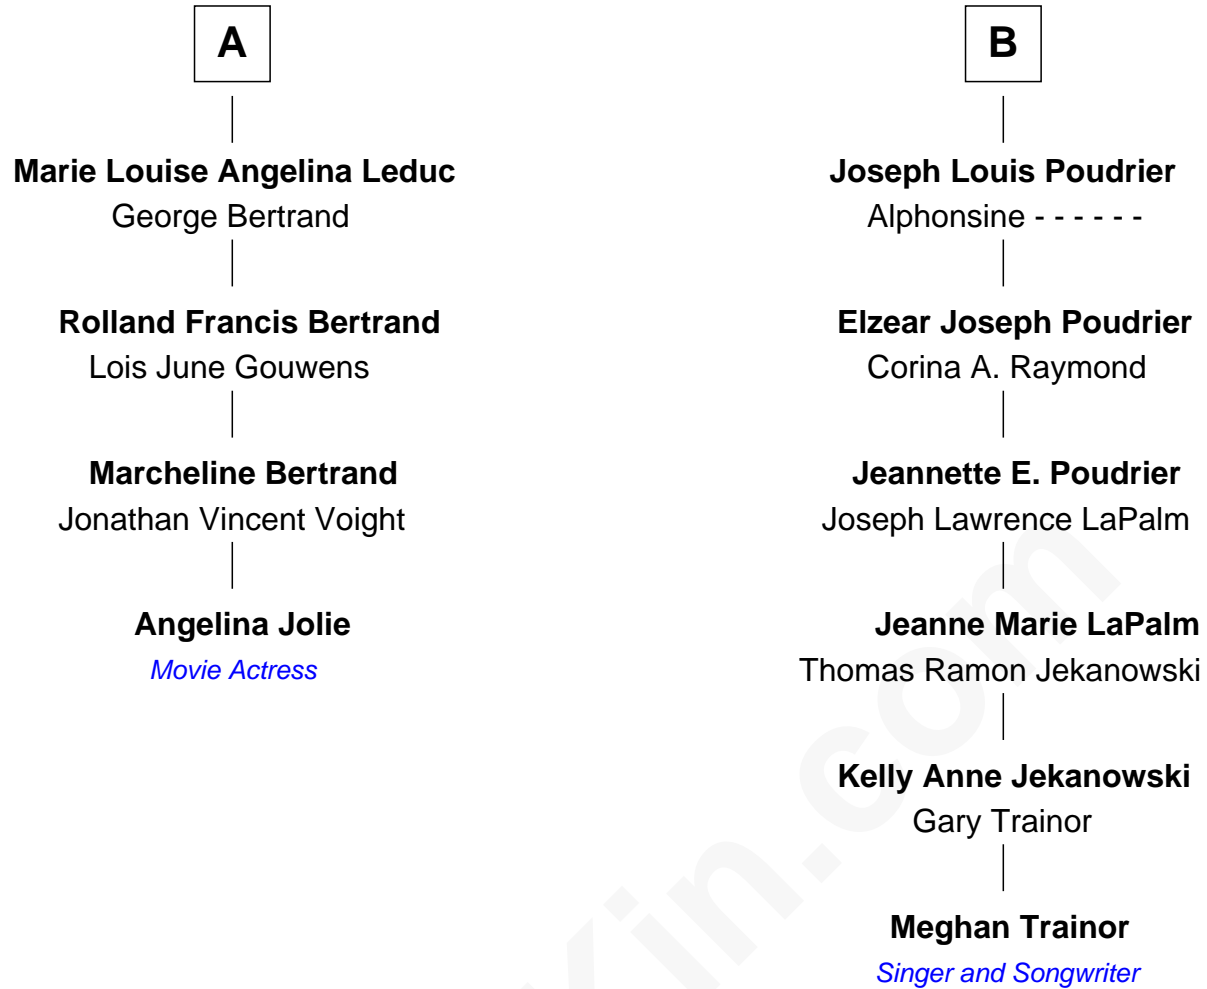 A
Marie Louise Angelina Leduc
George Bertrand
Rolland Francis Bertrand
Lois June Gouwens
Marcheline Bertrand
Jonathan Vincent Voight
Angelina Jolie
Movie Actress
B
Joseph Louis Poudrier
Alphonsine - - - - - -
Elzear Joseph Poudrier
Corina A. Raymond
Jeannette E. Poudrier
Joseph Lawrence LaPalm
Jeanne Marie LaPalm
Thomas Ramon Jekanowski
Kelly Anne Jekanowski
Gary Trainor
Meghan Trainor
Singer and Songwriter
Kin.com